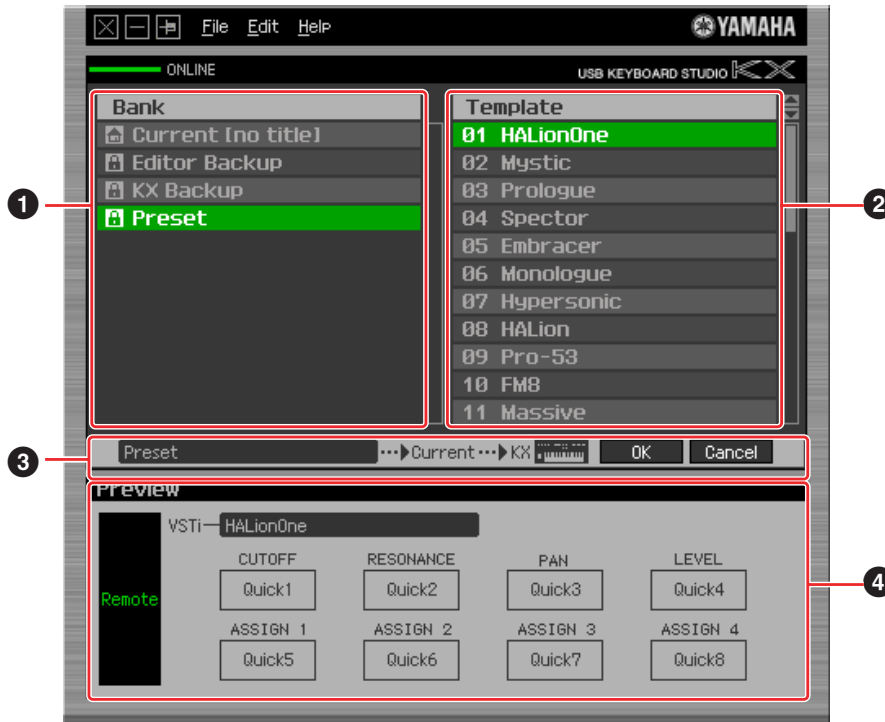 File Edit Help YAMAHA
ONLINE USB KEYBOARD STUDIO KX
Bank
Current [no title]
Editor Backup
KX Backup
Preset
Template
01 HALionOne
02 Mystic
03 Prologue
04 Spector
05 Embracer
06 Monologue
07 Hypersonic
08 HALion
09 Pro-53
10 FM8
11 Massive
1
2
3
Preset Current KX OK Cancel
Preview
VSTi HALionOne
Remote
CUTOFF RESONANCE PAN LEVEL
Quick1 Quick2 Quick3 Quick4
4
ASSIGN 1 ASSIGN 2 ASSIGN 3 ASSIGN 4
Quick5 Quick6 Quick7 Quick8